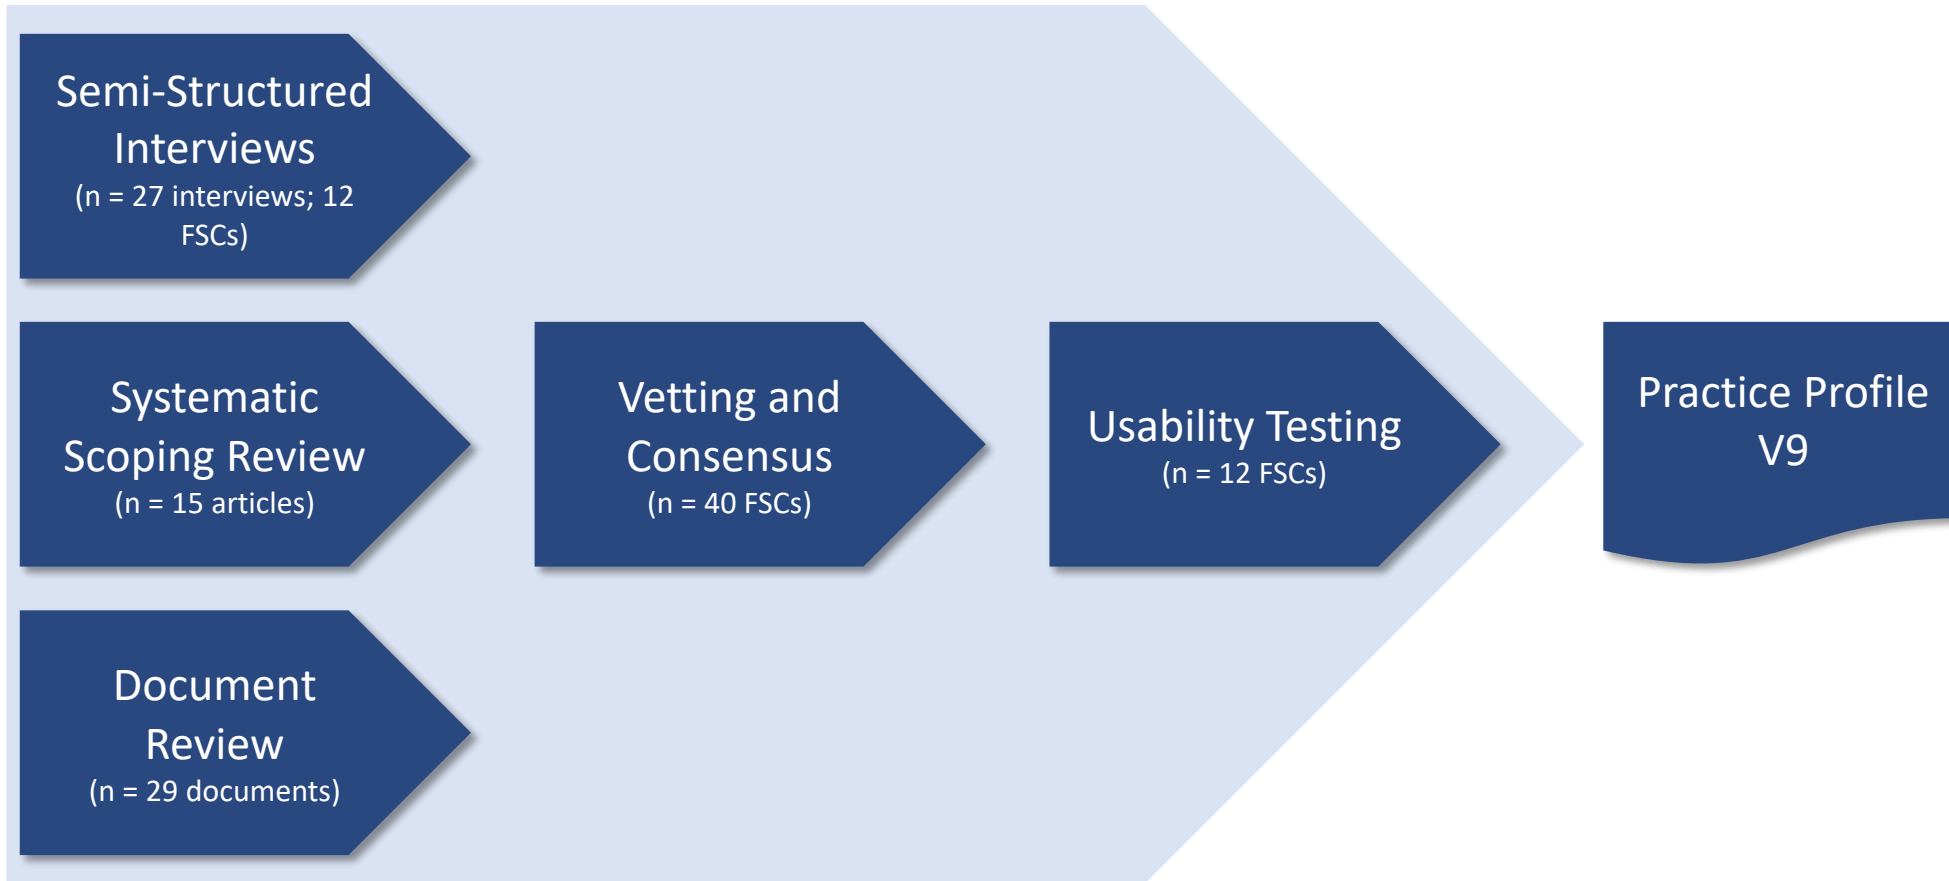 Semi-Structured
Interviews
(n = 27 interviews; 12
FSCs)
Systematic
Scoping Review
(n = 15 articles)
Document
Review
(n = 29 documents)
Vetting and
Consensus
(n = 40 FSCs)
Usability Testing
(n = 12 FSCs)
Practice Profile
V9